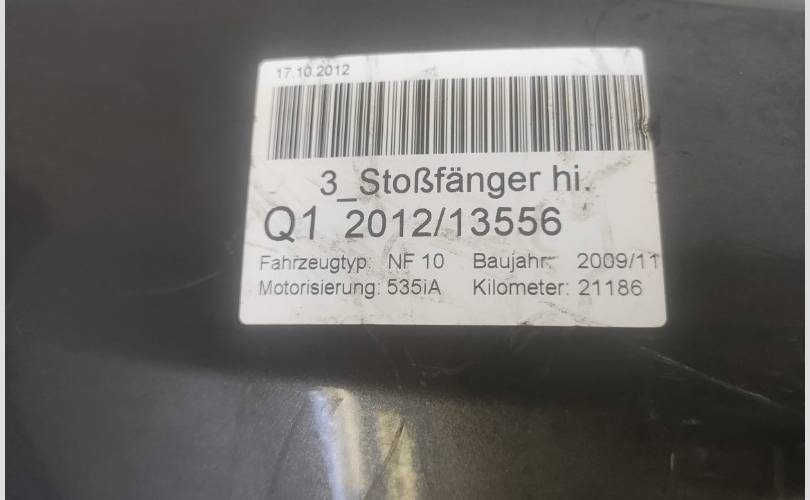 17.10.2012
3_Stoßfänger hi.
Q1 2012/13556
Fahrzeugtyp: NF 10 Baujahr: 2009/11
Motorisierung: 535iA Kilometer: 21186